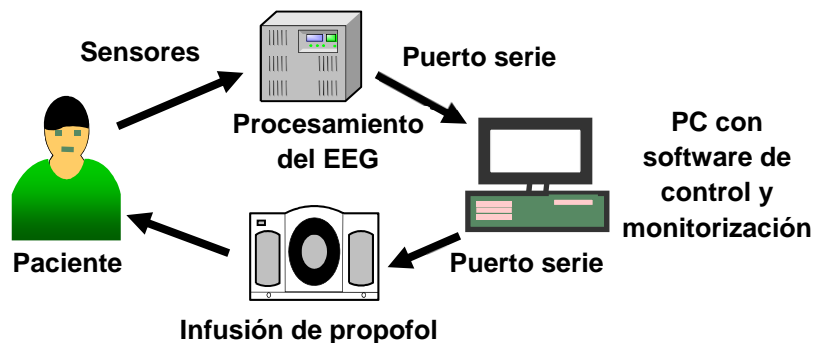 Sensores
Puerto serie
Procesamiento
del EEG
PC con
software de
control y
monitorización
Paciente
Puerto serie
Infusión de propofol